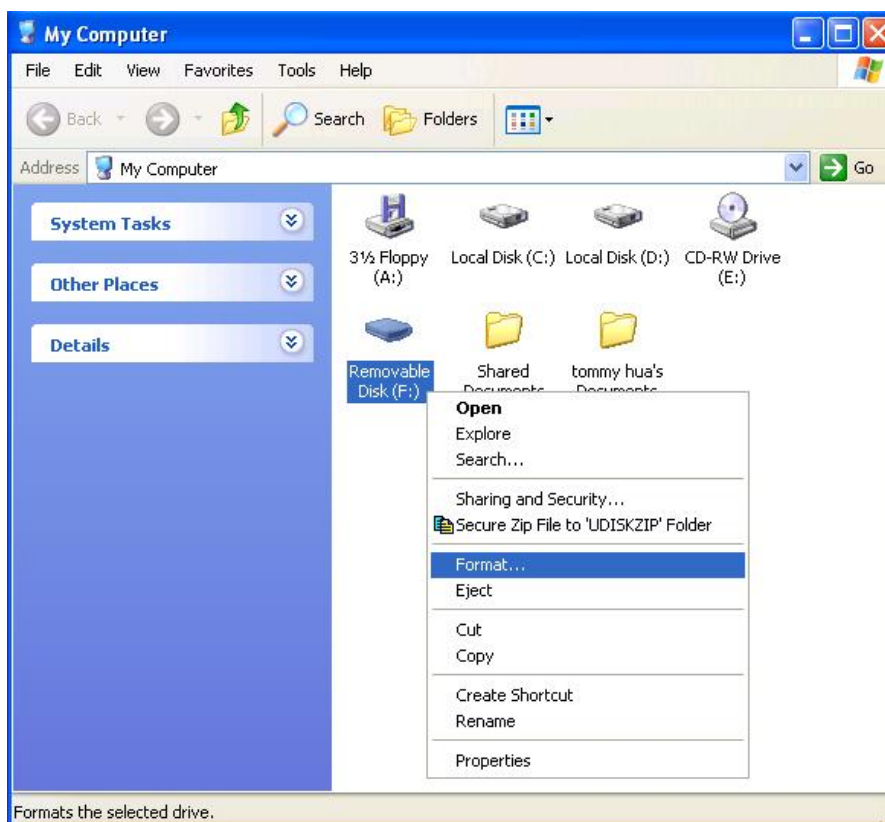 My Computer
File Edit View Favorites Tools Help
Back Search Folders
Address My Computer Go
System Tasks
Other Places
Details
3½ Floppy
(A:)
Local Disk (C:)
Local Disk (D:)
CD-RW Drive
(E:)
Removable
Disk (F:)
Shared
Documents
tommy hua's
Documents
Open
Explore
Search...
Sharing and Security...
Secure Zip File to 'UDISKZIP' Folder
Format...
Eject
Cut
Copy
Create Shortcut
Rename
Properties
Formats the selected drive.